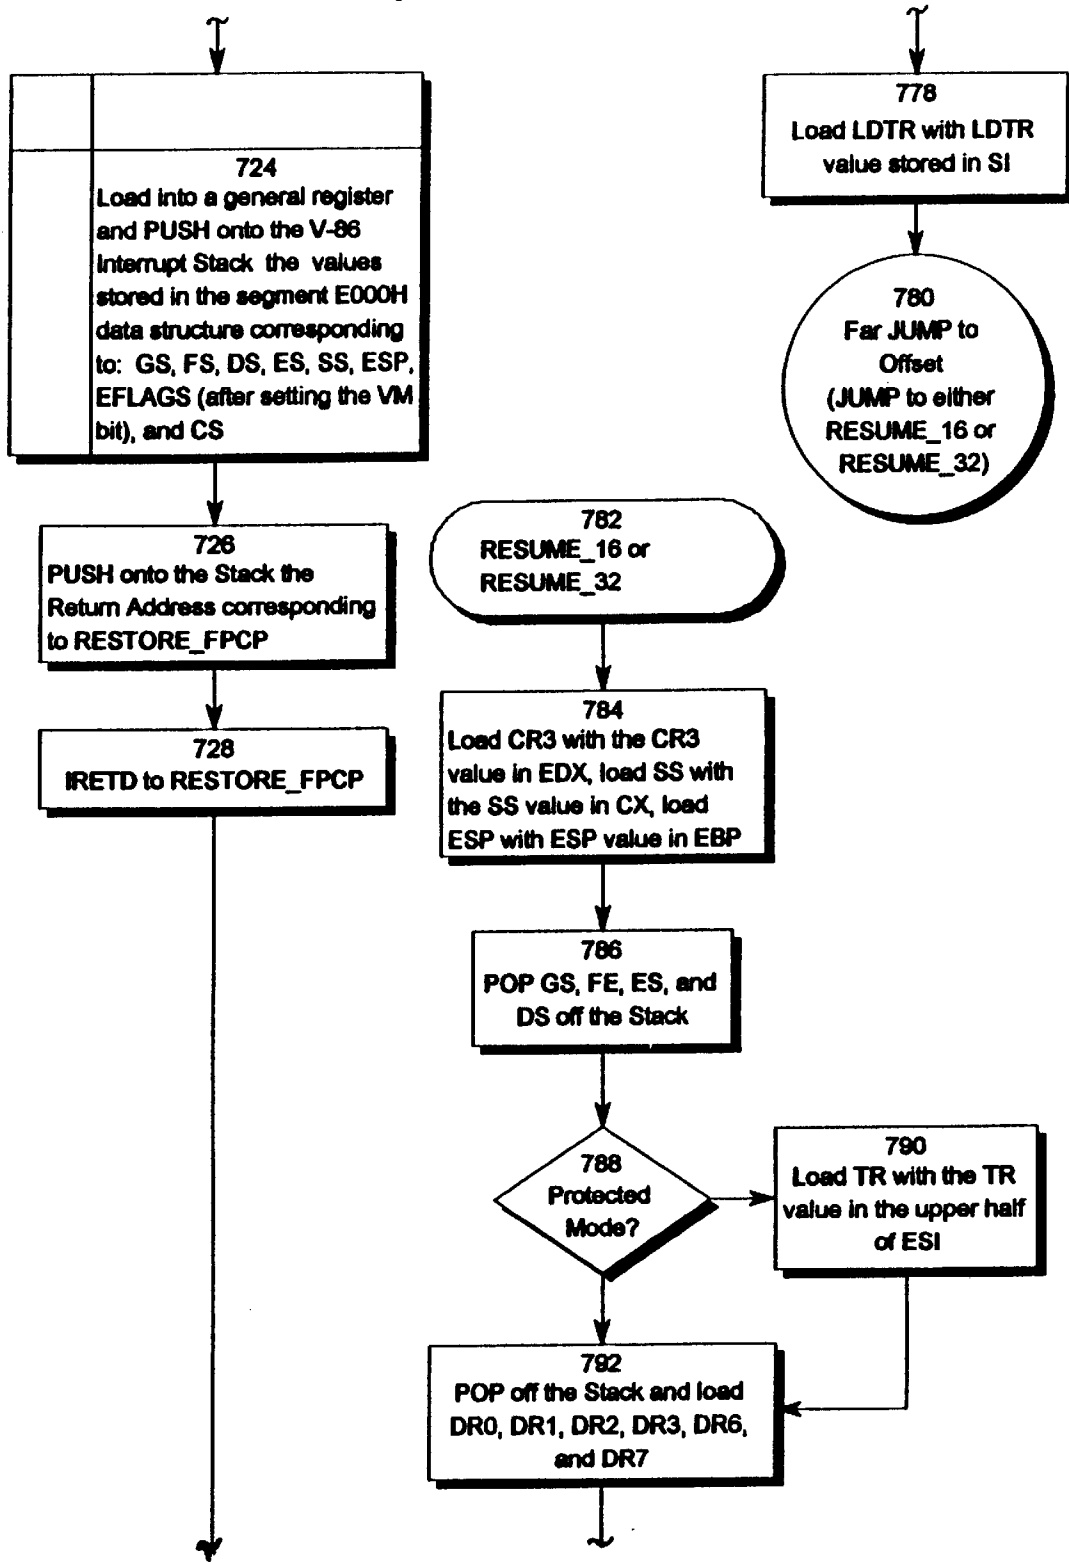 724
Load into a general register
and PUSH onto the V-86
Interrupt Stack the values
stored in the segment E000H
data structure corresponding
to: GS, FS, DS, ES, SS, ESP,
EFLAGS (after setting the VM
bit), and CS
726
PUSH onto the Stack the
Return Address corresponding
to RESTORE_FPCP
728
IRETD to RESTORE_FPCP
778
Load LDTR with LDTR
value stored in SI
780
Far JUMP to
Offset
(JUMP to either
RESUME_16 or
RESUME_32)
782
RESUME_16 or
RESUME_32
784
Load CR3 with the CR3
value in EDX, load SS with
the SS value in CX, load
ESP with ESP value in EBP
786
POP GS, FE, ES, and
DS off the Stack
788
Protected
Mode?
790
Load TR with the TR
value in the upper half
of ESI
792
POP off the Stack and load
DR0, DR1, DR2, DR3, DR6,
and DR7